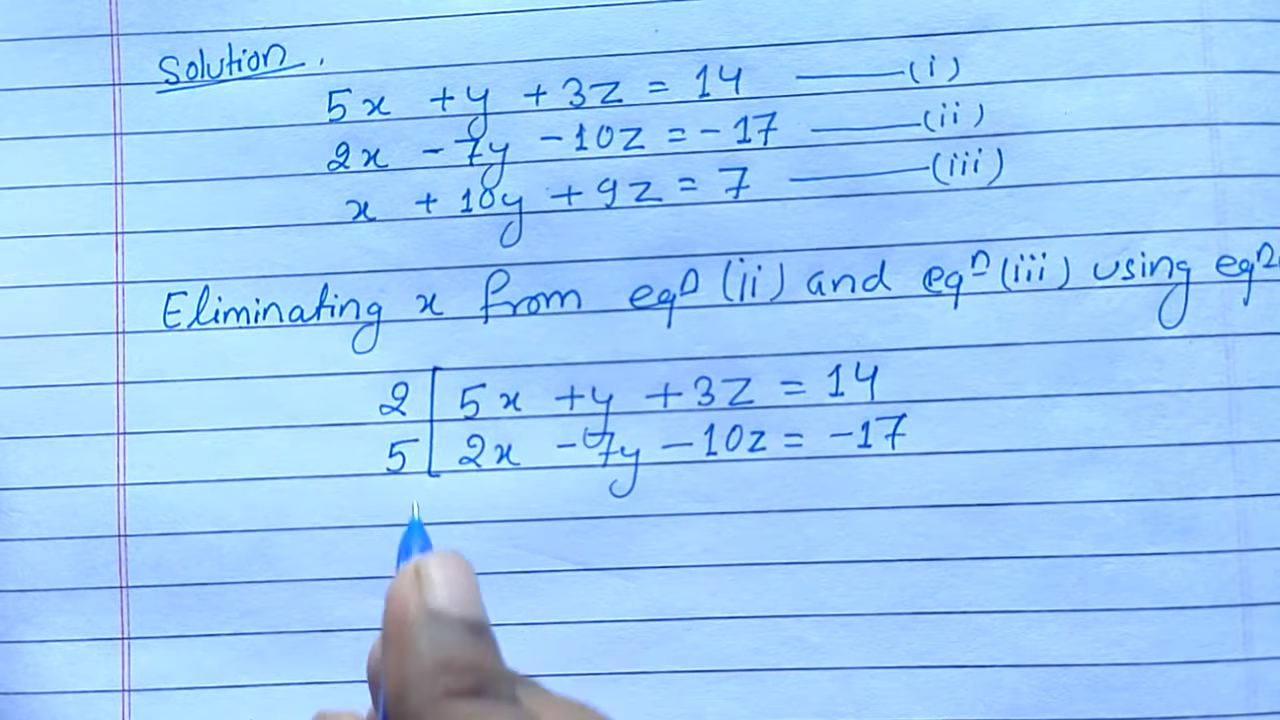 Solution.
5x + y + 3z = 14 ——(i)
2x - 7y - 10z = -17 ——(ii)
x + 10y + 9z = 7 ——(iii)
Eliminating x from eqⁿ (ii) and eqⁿ (iii) using eqⁿ
2 | 5x + y + 3z = 14
5 | 2x - 7y - 10z = -17